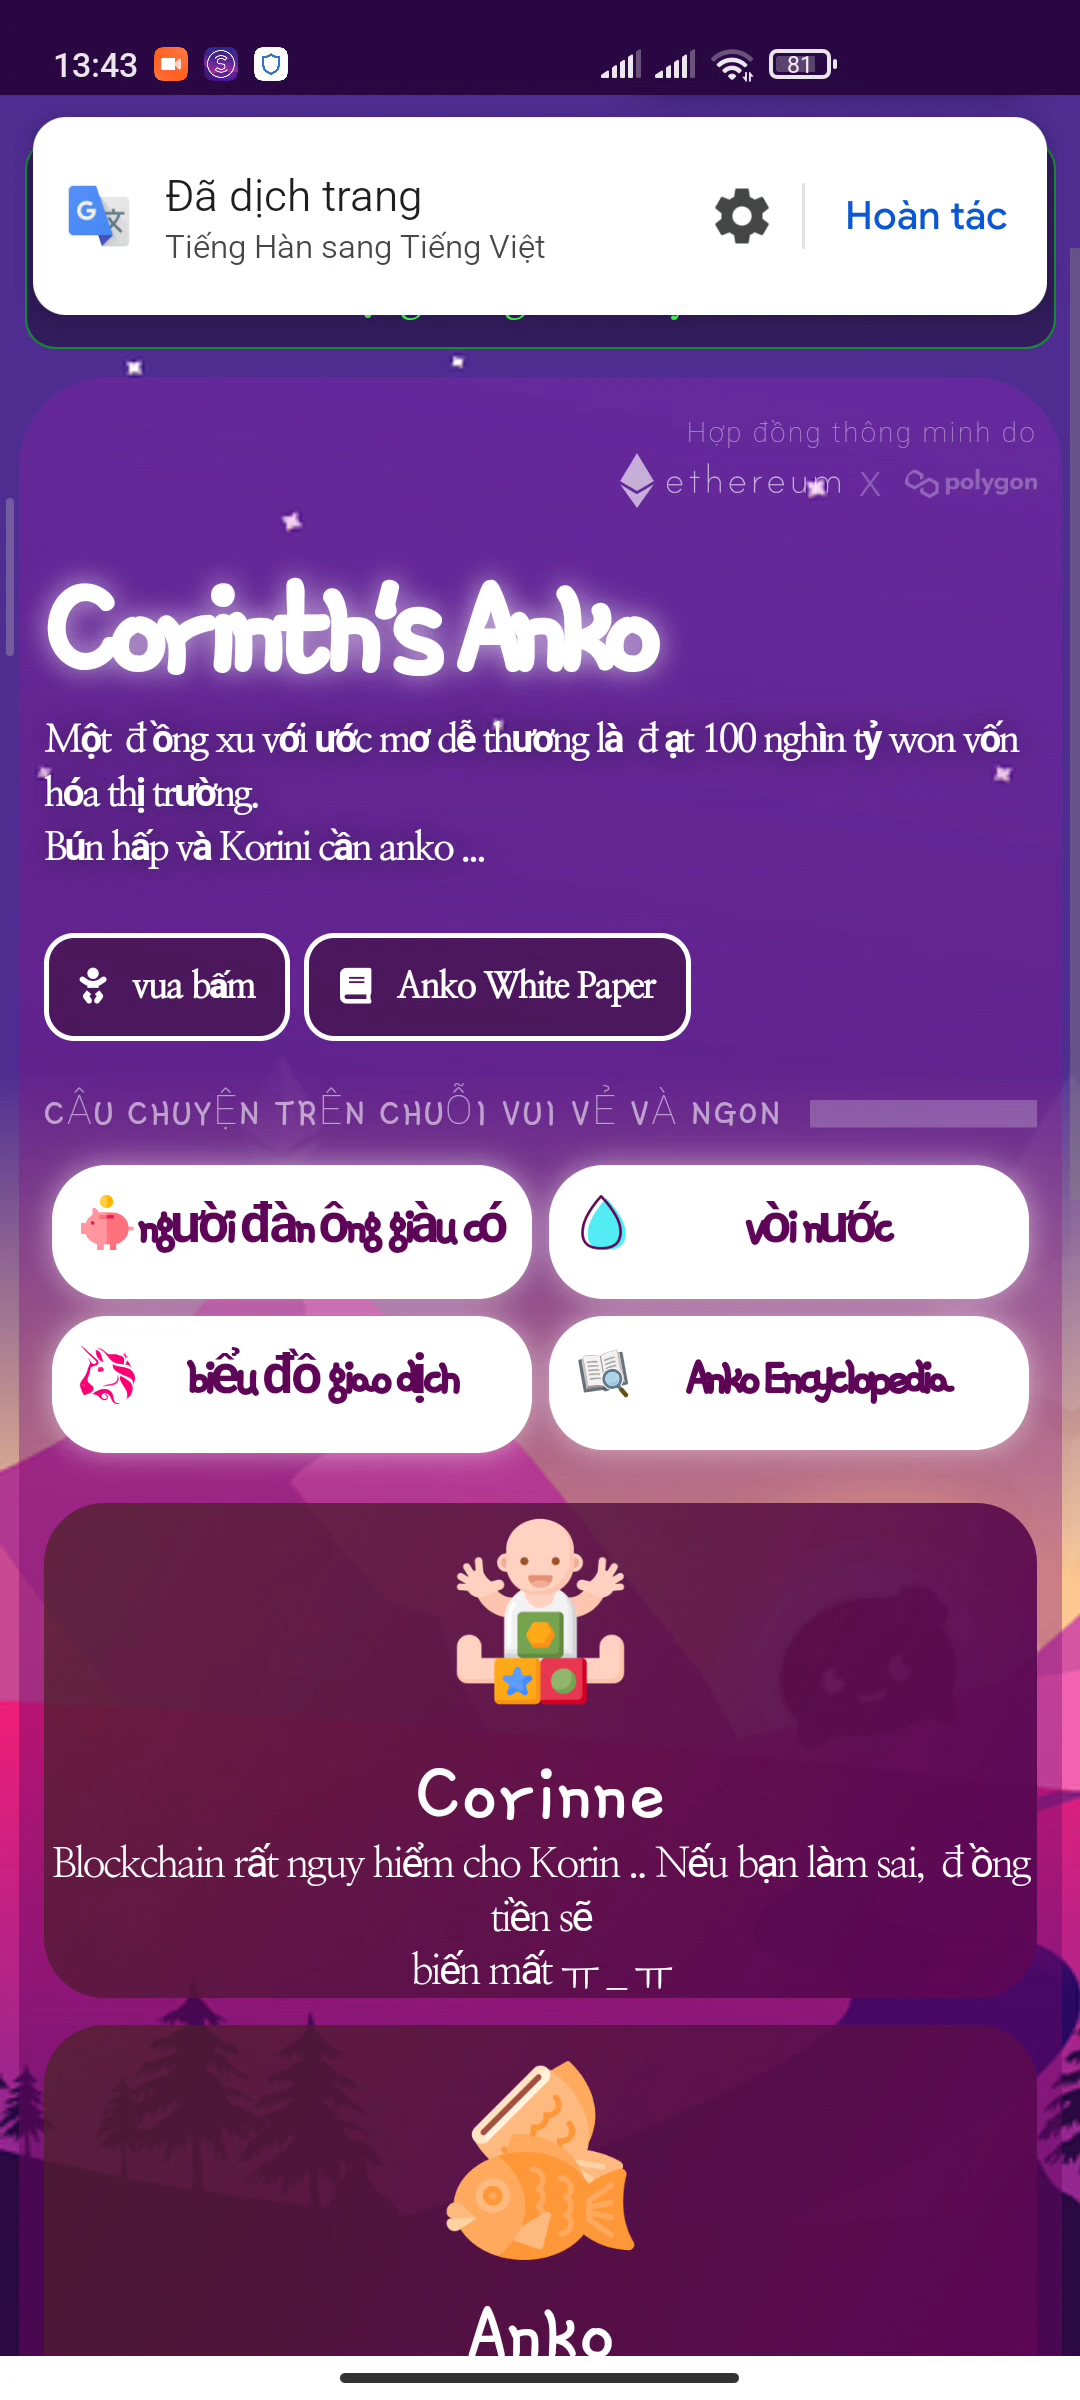 13:43
81
Đã dịch trang
Tiếng Hàn sang Tiếng Việt
Hoàn tác
Hợp đồng thông minh do
ethereum X polygon
Corinth's Anko
Một đồng xu với ước mơ dễ thương là đạt 100 nghìn tỷ won vốn
hóa thị trường.
Bún hấp và Korini cần anko ...
vua bấm
Anko White Paper
CÂU CHUYỆN TRÊN CHUỖI VUI VẺ VÀ NGON
người đàn ông giàu có
vòi nước
biểu đồ giao dịch
Anko Encyclopedia
Corinne
Blockchain rất nguy hiểm cho Korin .. Nếu bạn làm sai, đồng
tiền sẽ
biến mất ㅠ_ㅠ
Anko